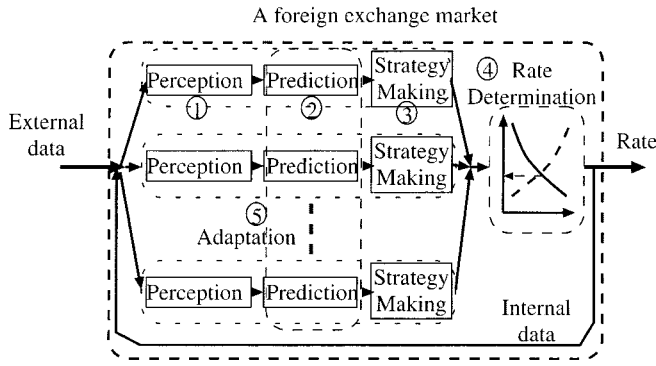 A foreign exchange market
External
data
Perception
Prediction
Strategy
Making
①
②
③
④ Rate
Determination
Rate
Perception
Prediction
Strategy
Making
⑤
Adaptation
Perception
Prediction
Strategy
Making
Internal
data